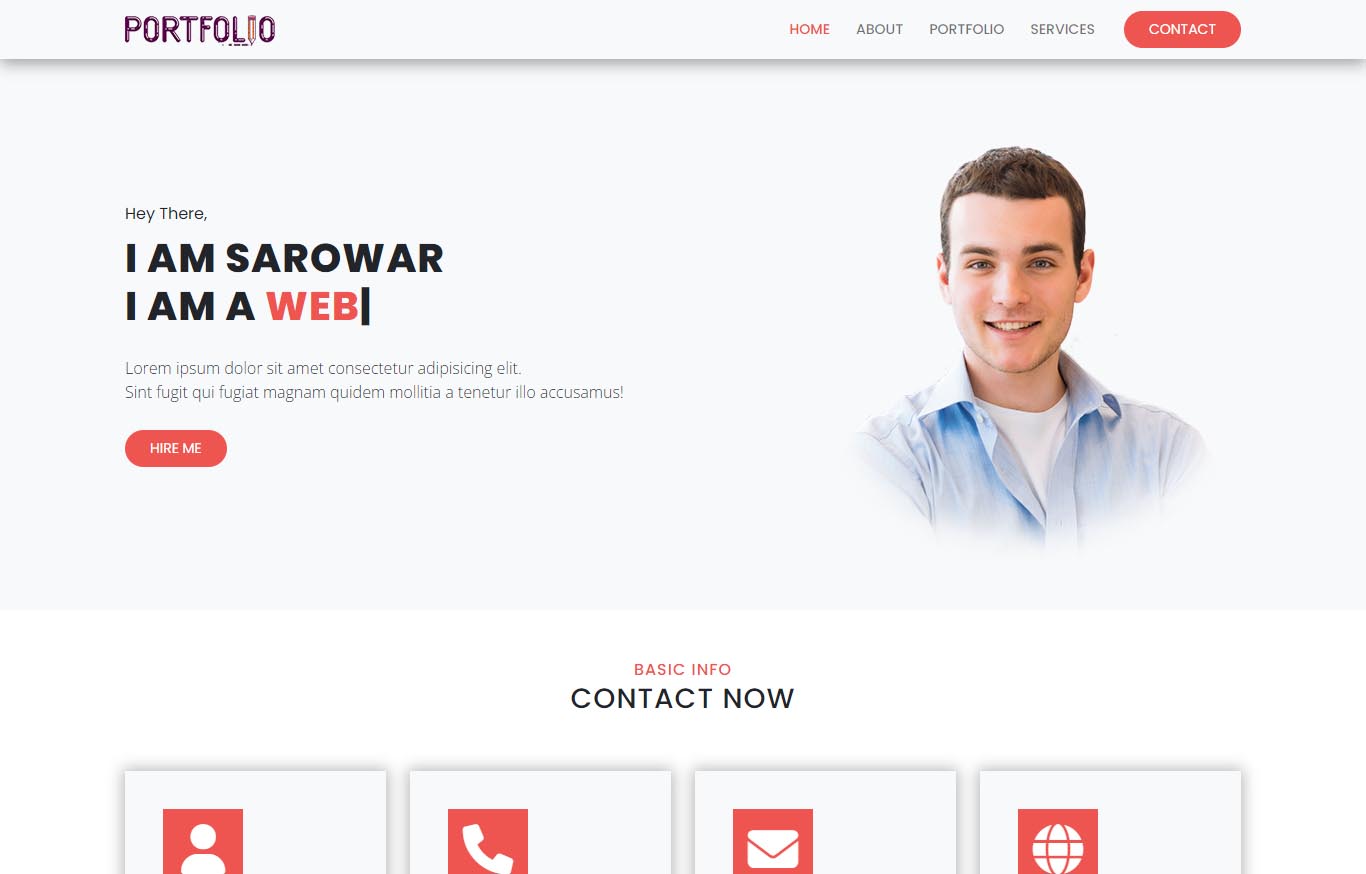 PORTFOLIO
HOME ABOUT PORTFOLIO SERVICES CONTACT
Hey There,
I AM SAROWAR
I AM A WEB|
Lorem ipsum dolor sit amet consectetur adipisicing elit.
Sint fugit qui fugiat magnam quidem mollitia a tenetur illo accusamus!
HIRE ME
BASIC INFO
CONTACT NOW